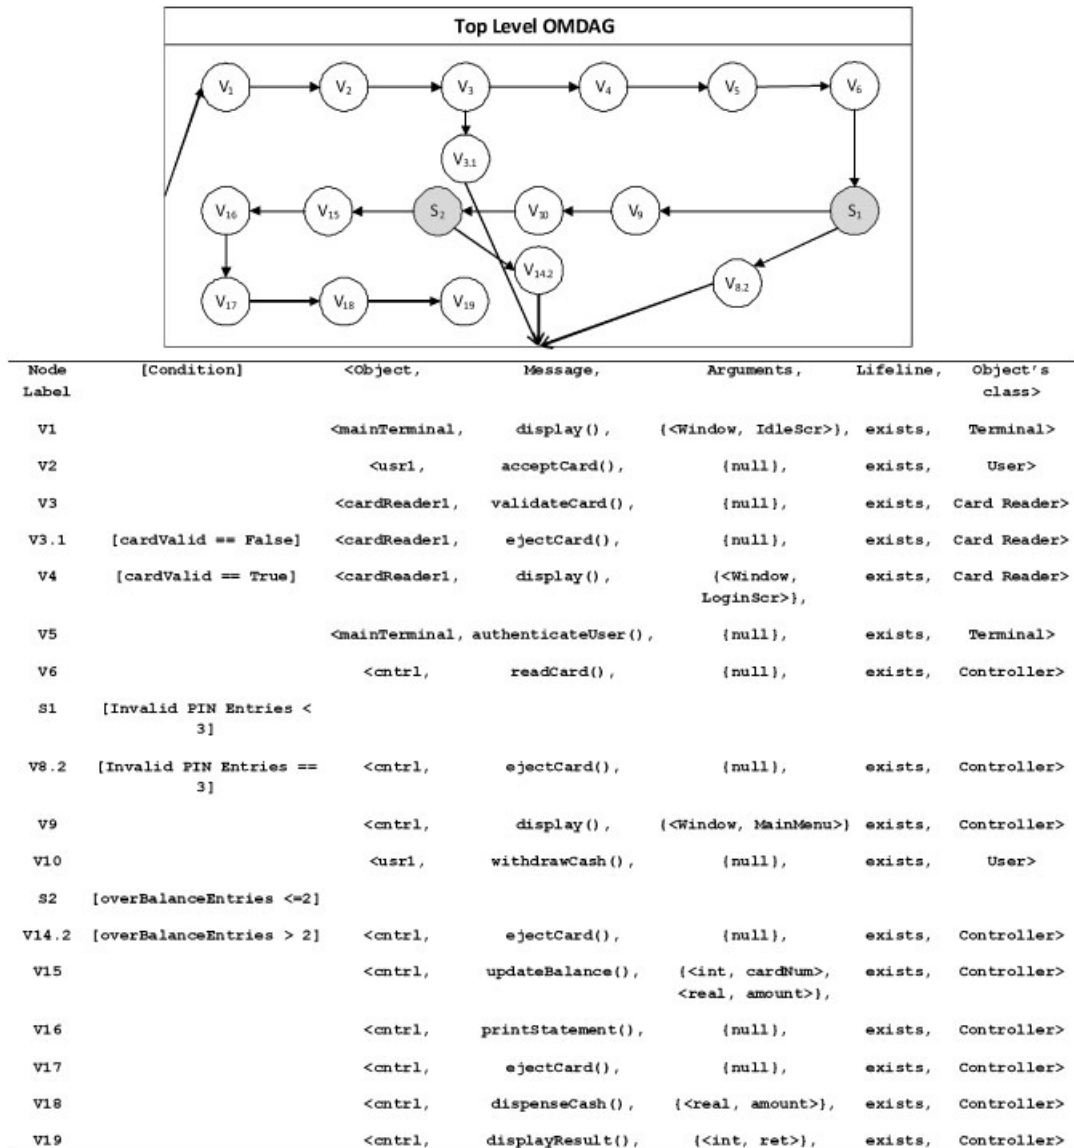 Top Level OMDAG
V1 V2 V3 V4 V5 V6
V3.1
V16 V15 S2 V10 V9 S1
V14.2 V8.2
V17 V18 V19
Node [Condition] <Object, Message, Arguments, Lifeline, Object's
Label class>
V1 <mainTerminal, display(), {<Window, IdleScr>}, exists, Terminal>
V2 <usr1, acceptCard(), {null}, exists, User>
V3 <cardReader1, validateCard(), {null}, exists, Card Reader>
V3.1 [cardValid == False] <cardReader1, ejectCard(), {null}, exists, Card Reader>
V4 [cardValid == True] <cardReader1, display(), {<Window, exists, Card Reader>
LoginScr>},
V5 <mainTerminal, authenticateUser(), {null}, exists, Terminal>
V6 <cntrl, readCard(), {null}, exists, Controller>
S1 [Invalid PIN Entries <
3]
V8.2 [Invalid PIN Entries == <cntrl, ejectCard(), {null}, exists, Controller>
3]
V9 <cntrl, display(), {<Window, MainMenu>} exists, Controller>
V10 <usr1, withdrawCash(), {null}, exists, User>
S2 [overBalanceEntries <=2]
V14.2 [overBalanceEntries > 2] <cntrl, ejectCard(), {null}, exists, Controller>
V15 <cntrl, updateBalance(), {<int, cardNum>, exists, Controller>
<real, amount>},
V16 <cntrl, printStatement(), {null}, exists, Controller>
V17 <cntrl, ejectCard(), {null}, exists, Controller>
V18 <cntrl, dispenseCash(), {<real, amount>}, exists, Controller>
V19 <cntrl, displayResult(), {<int, ret>}, exists, Controller>